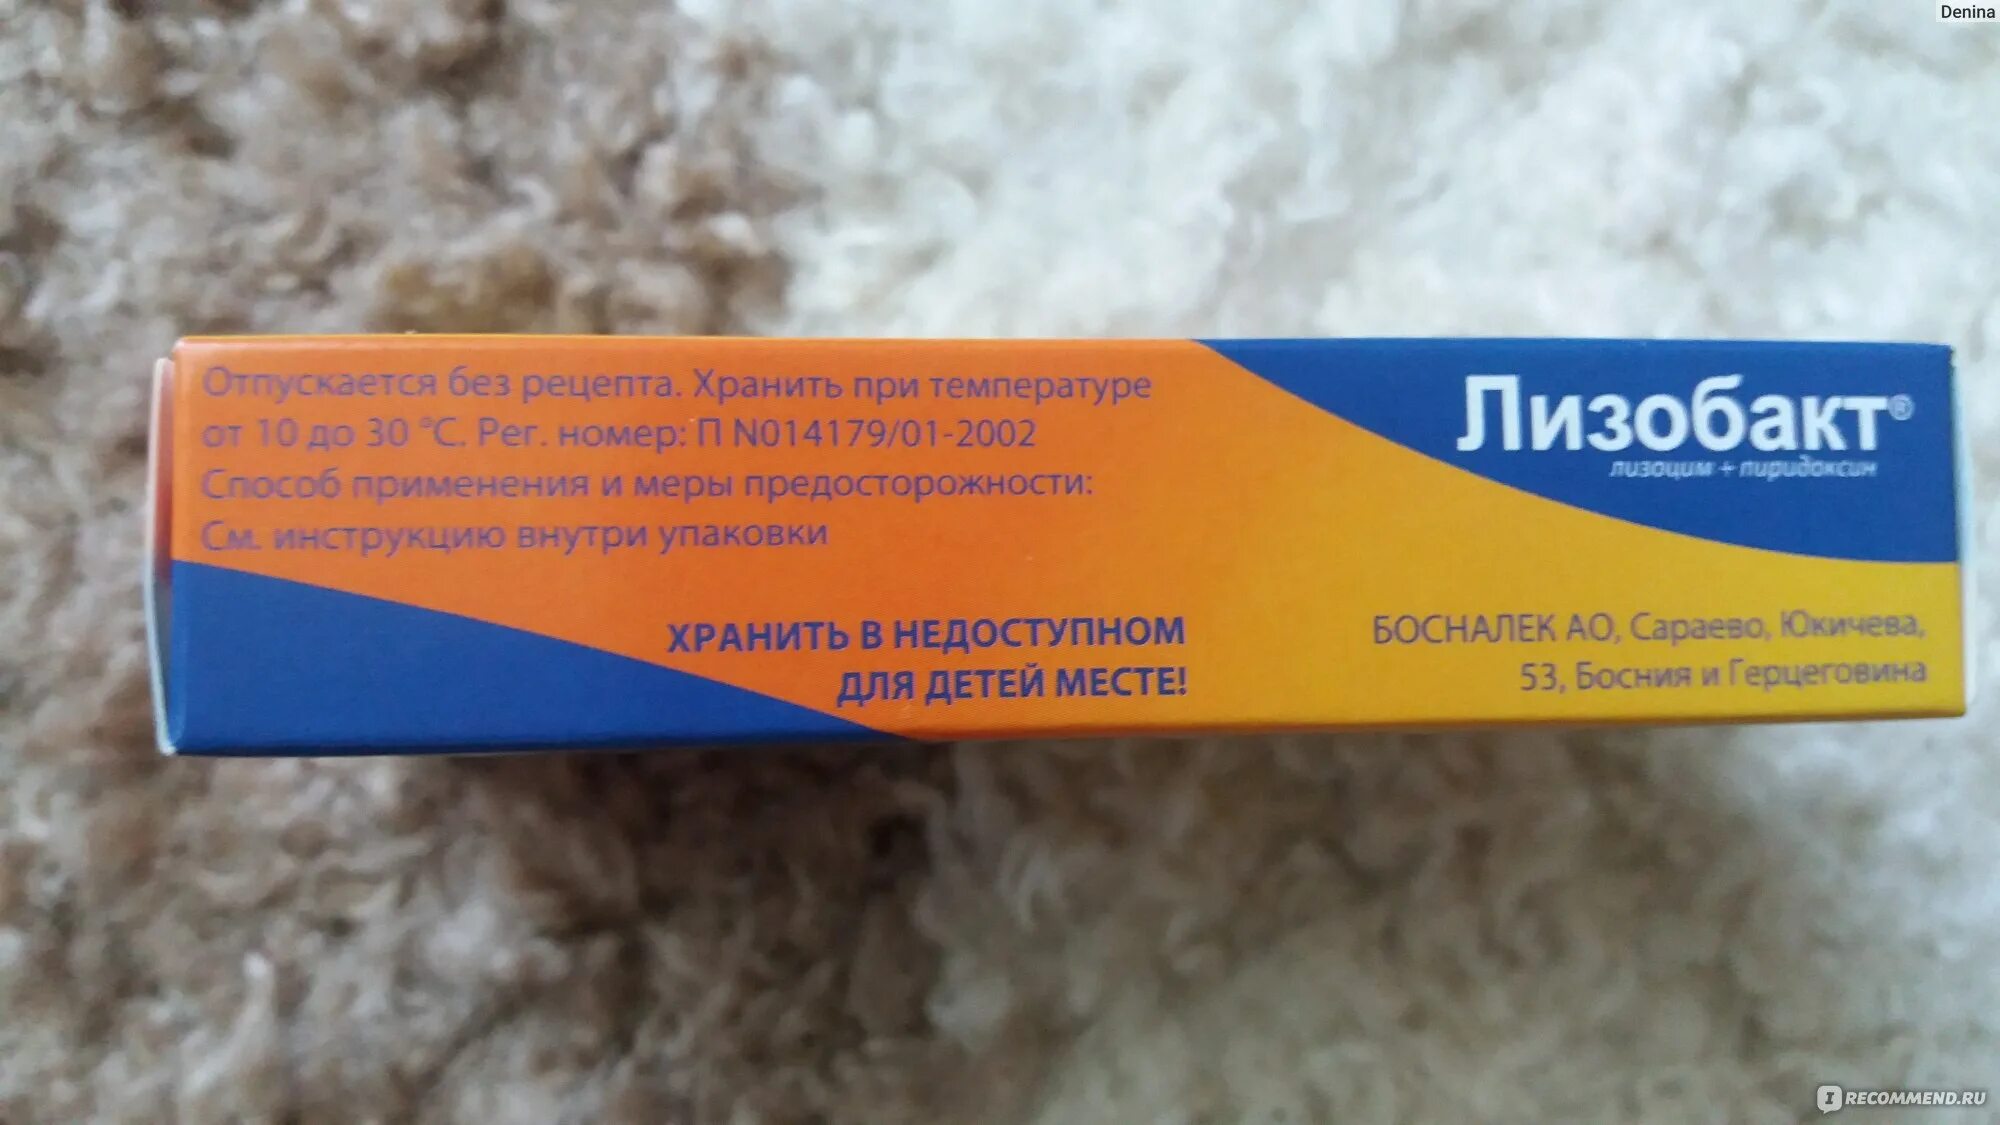 Denina
Отпускается без рецепта. Хранить при температуре
от 10 до 30 °С. Рег. номер: П N014179/01-2002
Способ применения и меры предосторожности:
См. инструкцию внутри упаковки
ХРАНИТЬ В НЕДОСТУПНОМ
ДЛЯ ДЕТЕЙ МЕСТЕ!
Лизобакт®
лизоцим + пиридоксин
БОСНАЛЕК АО, Сараево, Юкичева,
53, Босния и Герцеговина
IRECOMMEND.RU